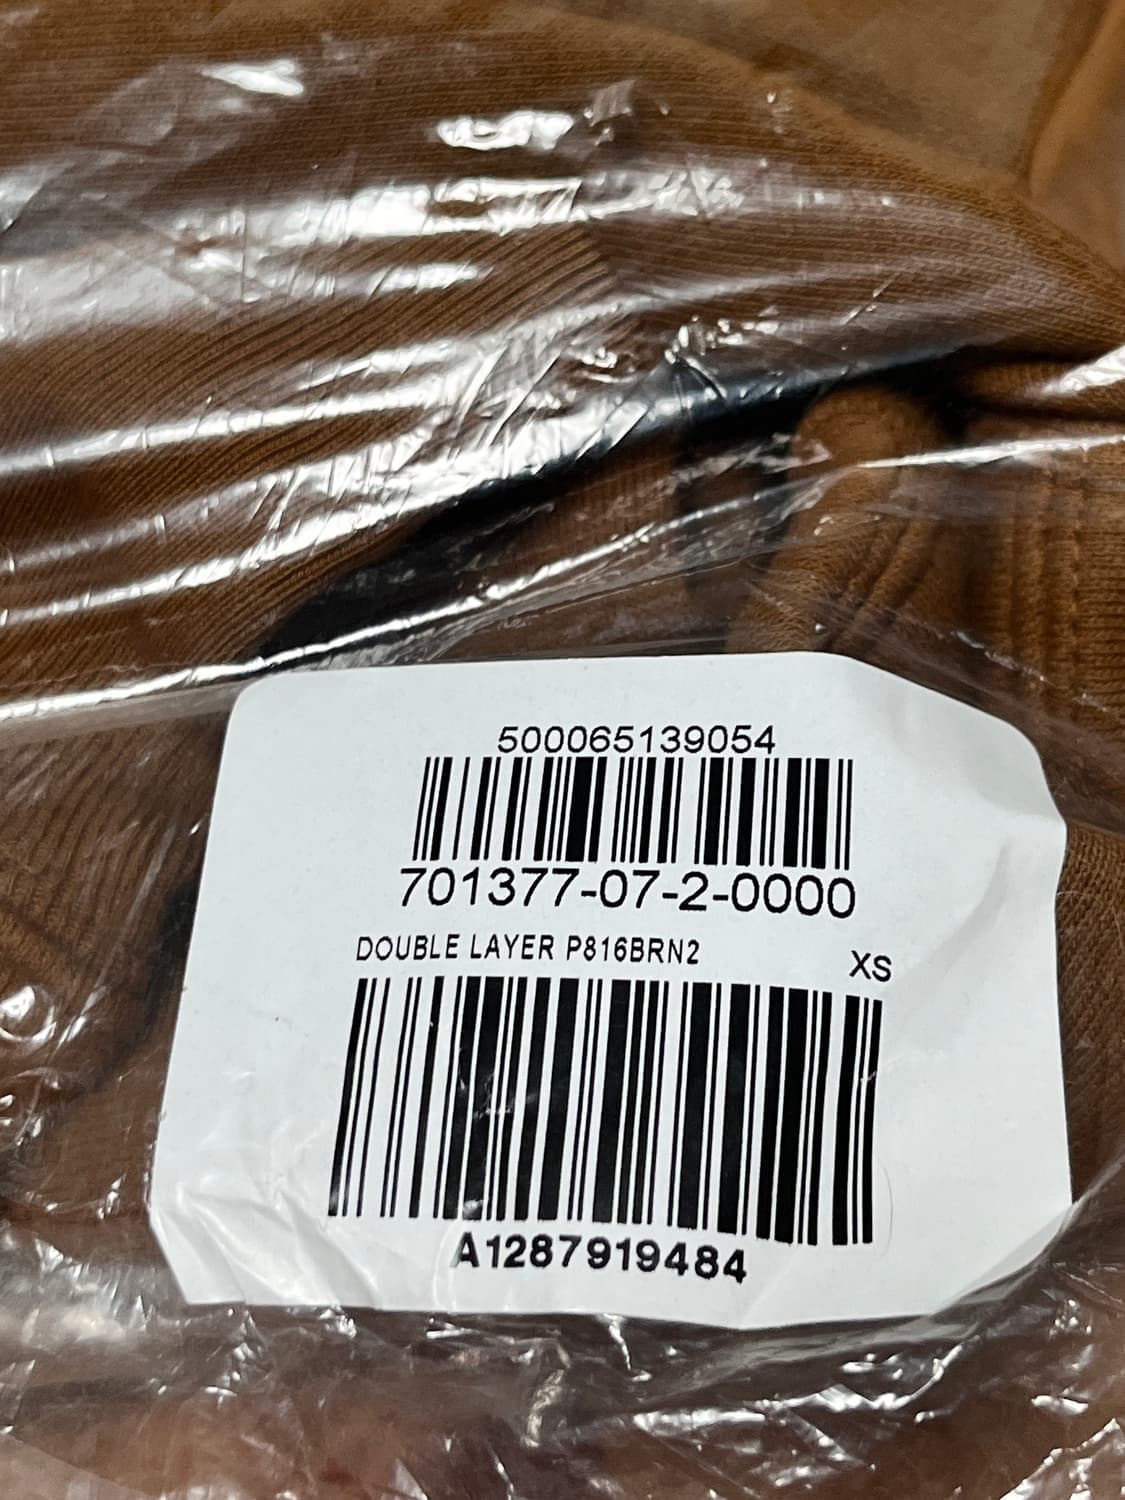 500065139054
701377-07-2-0000
DOUBLE LAYER P816BRN2 XS
A1287919484